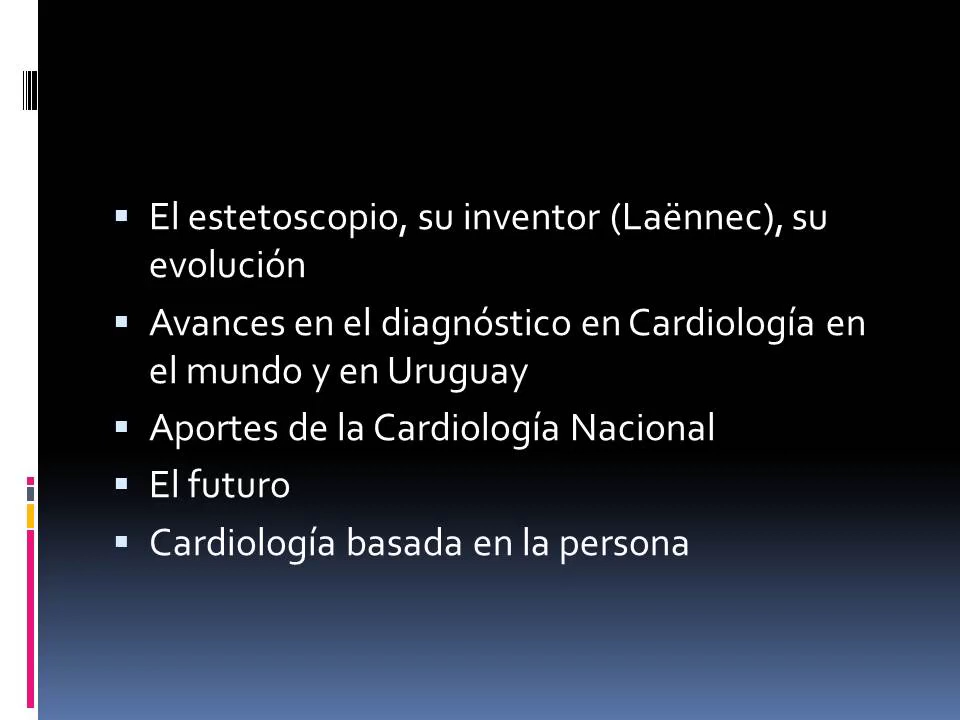 ▪ El estetoscopio, su inventor (Laënnec), su
evolución
▪ Avances en el diagnóstico en Cardiología en
el mundo y en Uruguay
▪ Aportes de la Cardiología Nacional
▪ El futuro
▪ Cardiología basada en la persona